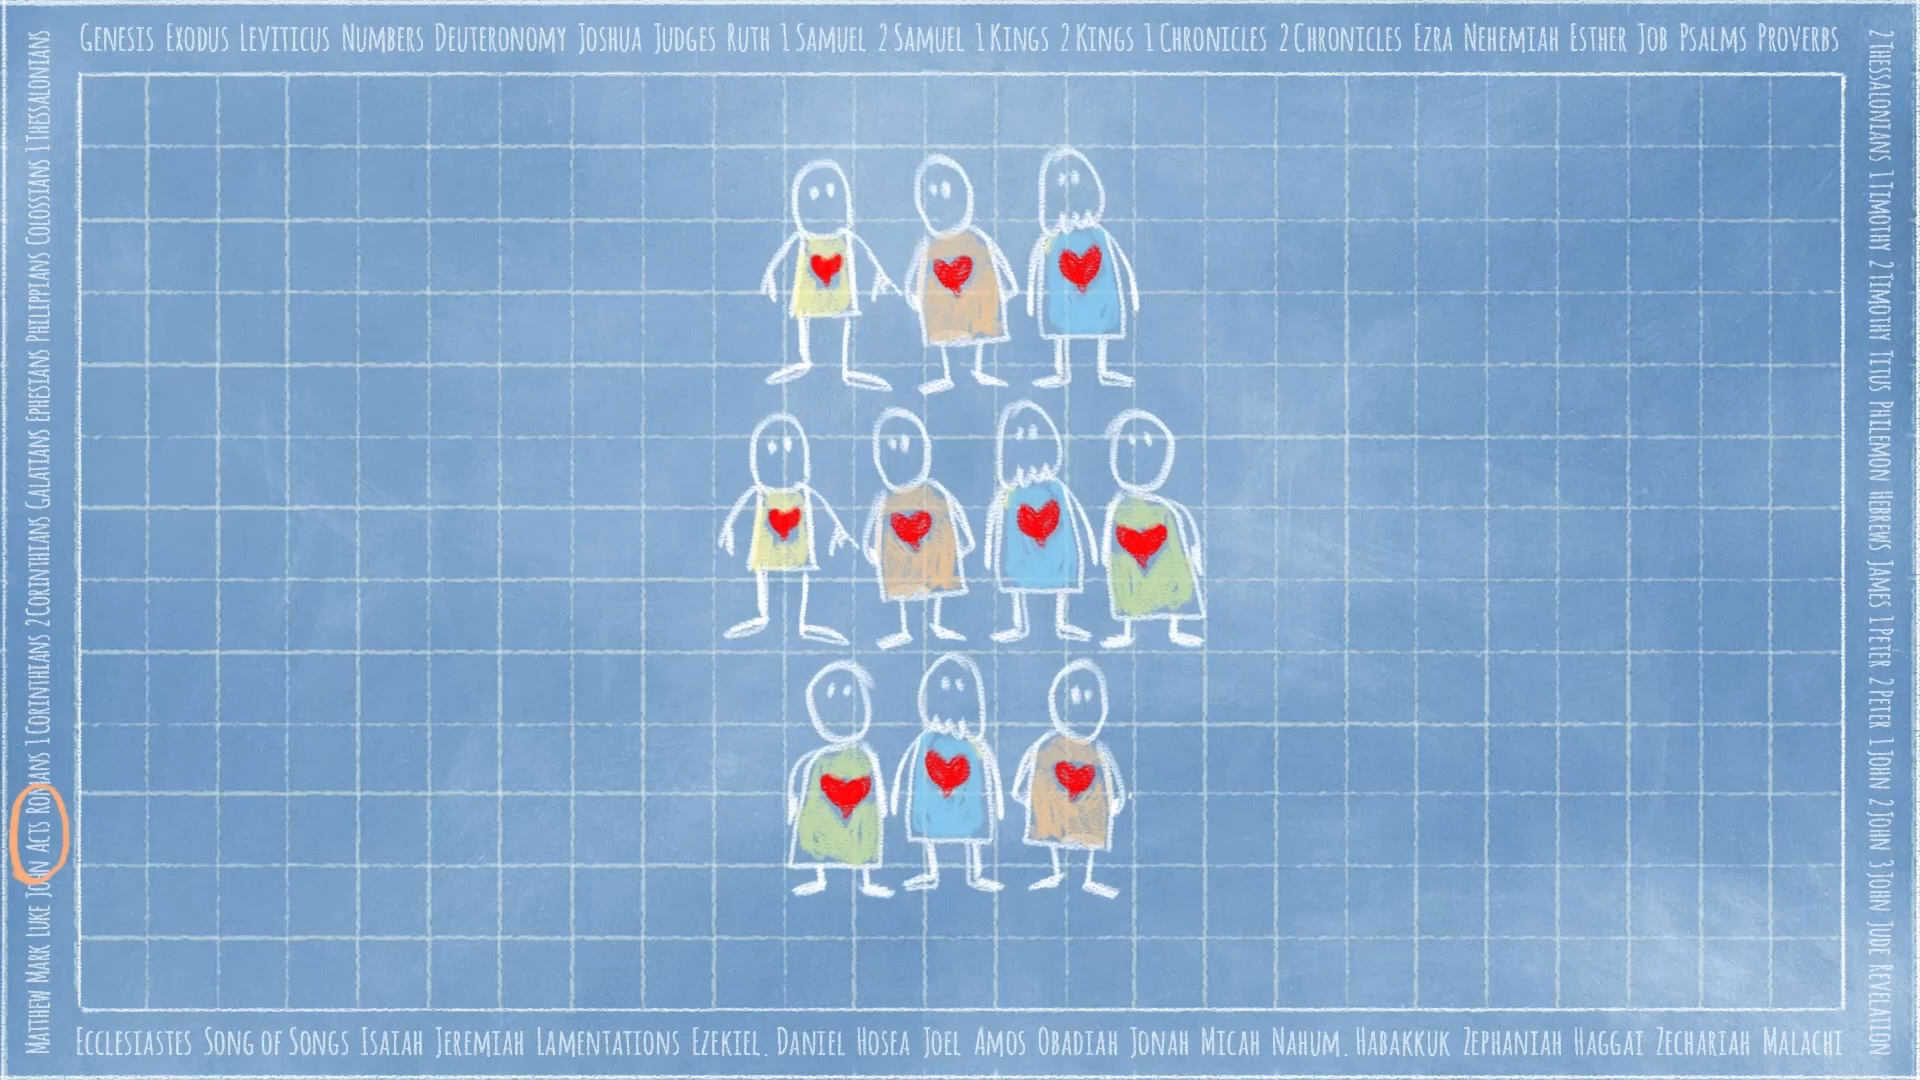 Genesis Exodus Leviticus Numbers Deuteronomy Joshua Judges Ruth 1 Samuel 2 Samuel 1 Kings 2 Kings 1 Chronicles 2 Chronicles Ezra Nehemiah Esther Job Psalms Proverbs
Ecclesiastes Song of Songs Isaiah Jeremiah Lamentations Ezekiel. Daniel Hosea Joel Amos Obadiah Jonah Micah Nahum. Habakkuk Zephaniah Haggai Zechariah Malachi
Matthew Mark Luke John Acts Romans 1 Corinthians 2 Corinthians Galatians Ephesians Philippians Colossians 1 Thessalonians
2 Thessalonians 1 Timothy 2 Timothy Titus Philemon Hebrews James 1 Peter 2 Peter 1 John 2 John 3 John Jude Revelation